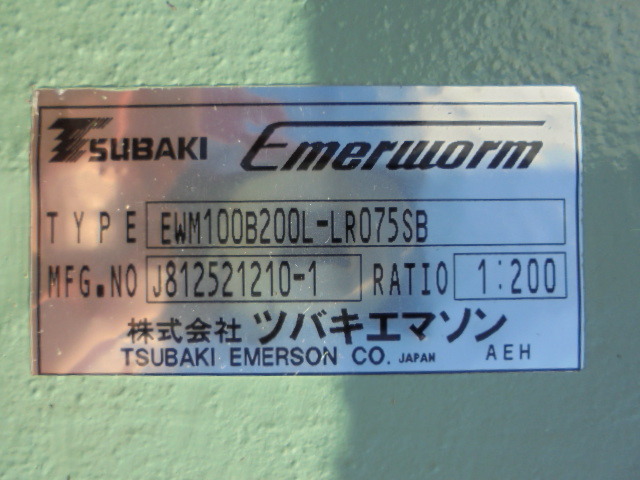 TSUBAKI Emerworm
TYPE EWM100B200L-LR075SB
MFG.NO J812521210-1 RATIO 1:200
株式会社 ツバキエマソン
TSUBAKI EMERSON CO. JAPAN AEH